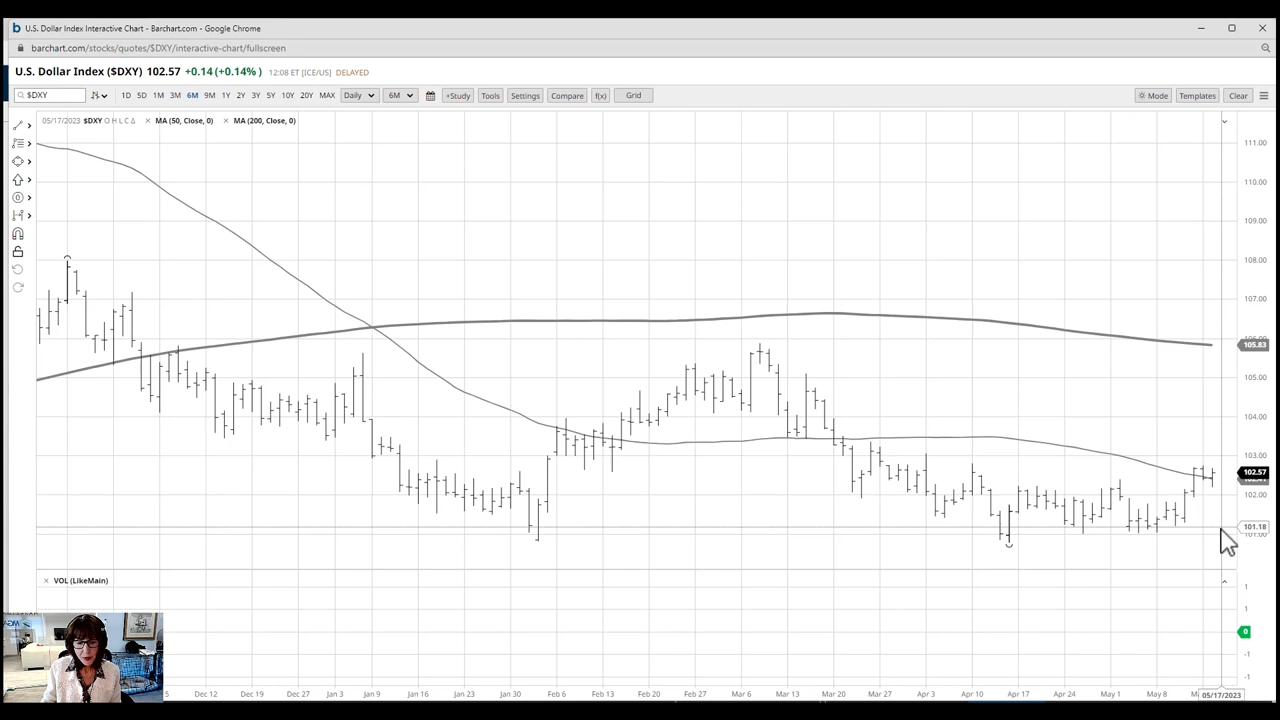 U.S. Dollar Index Interactive Chart - Barchart.com - Google Chrome
barchart.com/stocks/quotes/$DXY/interactive-chart/fullscreen
U.S. Dollar Index ($DXY) 102.57 +0.14 (+0.14%) 12:08 ET [ICE/US] DELAYED
$DXY 1D 5D 1M 3M 6M 9M 1Y 2Y 3Y 5Y 10Y 20Y MAX Daily 6M +Study Tools Settings Compare f(x) Grid Mode Templates Clear
05/17/2023 $DXY O H L C Δ × MA (50, Close, 0) × MA (200, Close, 0)
111.00
110.00
109.00
108.00
107.00
105.83
105.00
104.00
103.00
102.57
102.00
101.18
101.00
× VOL (LikeMain)
1
1
0
-1
-1
5 Dec 12 Dec 19 Dec 27 Jan 3 Jan 9 Jan 16 Jan 23 Jan 30 Feb 6 Feb 13 Feb 20 Feb 27 Mar 6 Mar 13 Mar 20 Mar 27 Apr 3 Apr 10 Apr 17 Apr 24 May 1 May 8 05/17/2023